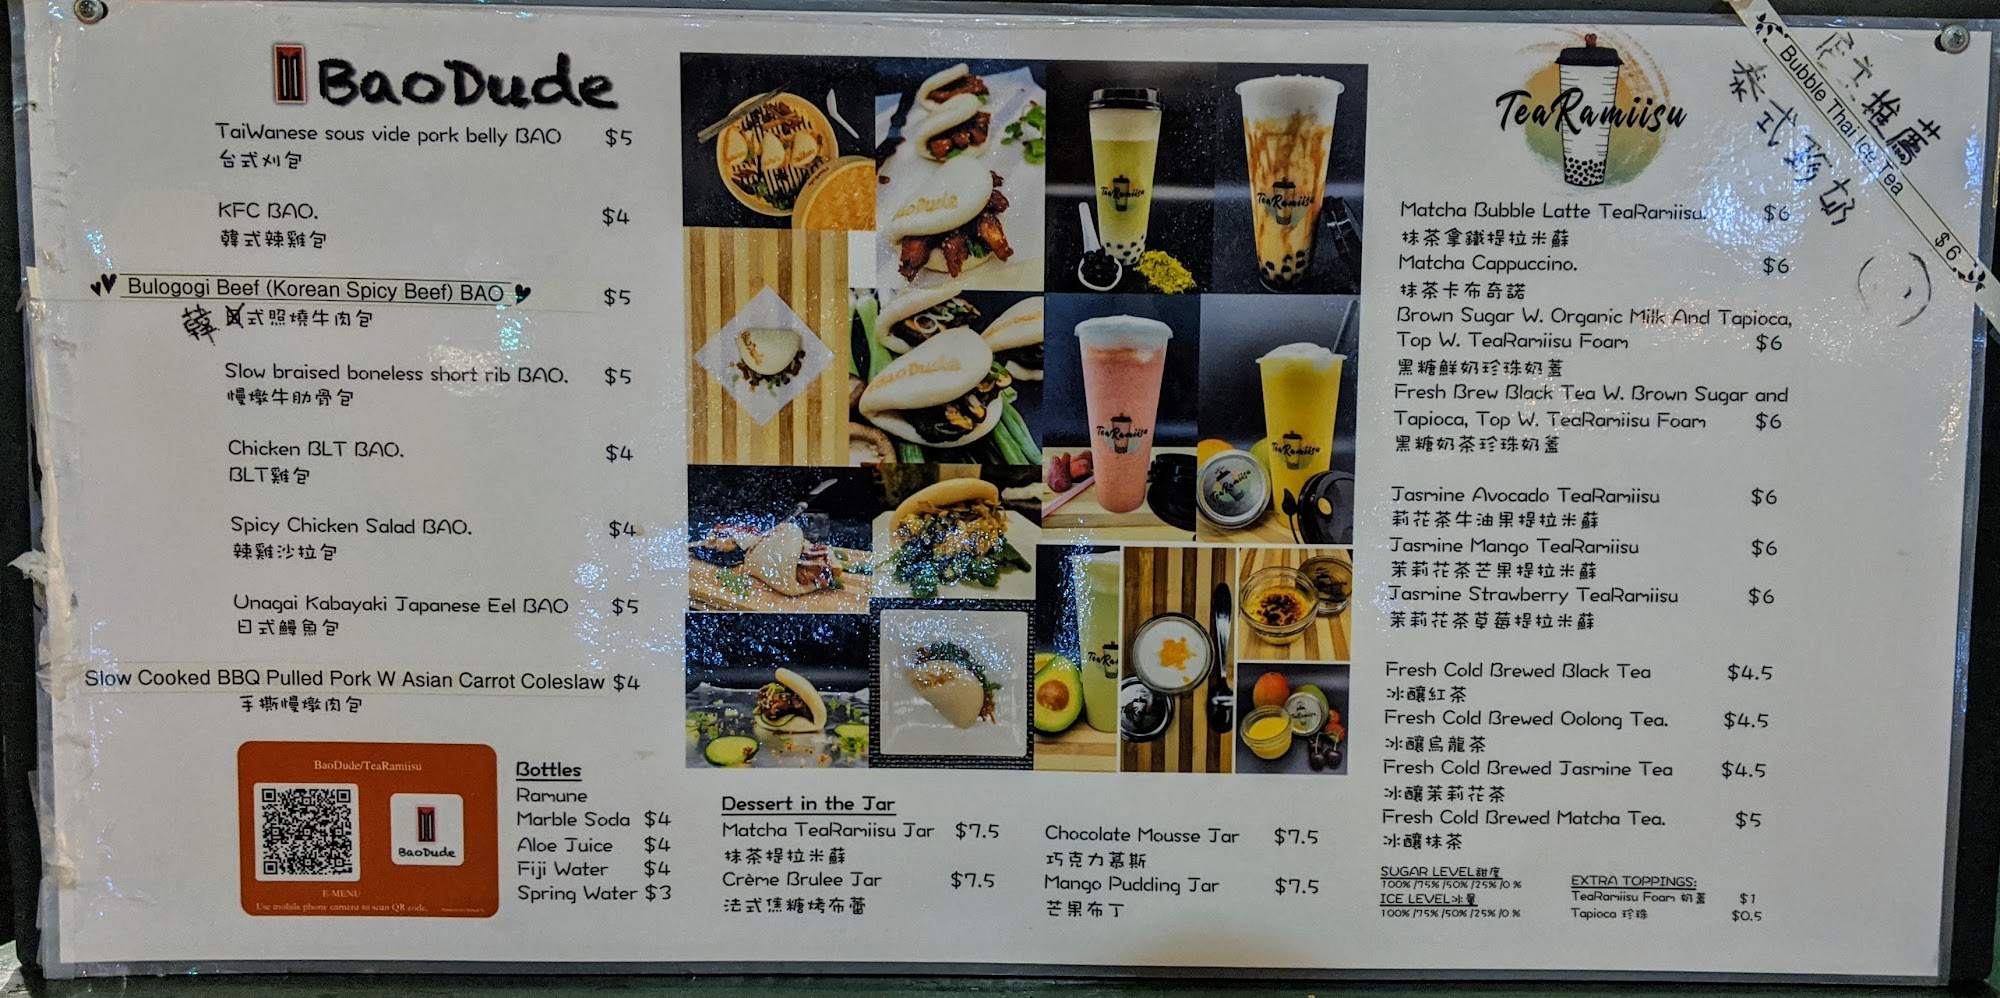 BaoDude
TaiWanese sous vide pork belly BAO $5
台式刈包
KFC BAO. $4
韓式辣雞包
Bulogogi Beef (Korean Spicy Beef) BAO $5
韓式照燒牛肉包
Slow braised boneless short rib BAO. $5
慢燉牛肋骨包
Chicken BLT BAO. $4
BLT雞包
Spicy Chicken Salad BAO. $4
辣雞沙拉包
Unagai Kabayaki Japanese Eel BAO $5
日式鰻魚包
Slow Cooked BBQ Pulled Pork W Asian Carrot Coleslaw $4
手撕慢燉肉包
BaoDude/TeaRamiisu
BaoDude
E-MENU
Use mobile phone camera to scan QR code.
Bottles
Ramune
Marble Soda $4
Aloe Juice $4
Fiji Water $4
Spring Water $3
Dessert in the Jar
Matcha TeaRamiisu Jar $7.5
抹茶提拉米蘇
Crème Brulee Jar $7.5
法式焦糖烤布蕾
Chocolate Mousse Jar $7.5
巧克力慕斯
Mango Pudding Jar $7.5
芒果布丁
TeaRamiisu
店主推薦
Bubble Thai Ice Tea $6
泰式珍奶
Matcha Bubble Latte TeaRamiisu. $6
抹茶拿鐵提拉米蘇
Matcha Cappuccino. $6
抹茶卡布奇諾
Brown Sugar W. Organic Milk And Tapioca,
Top W. TeaRamiisu Foam $6
黑糖鮮奶珍珠奶蓋
Fresh Brew Black Tea W. Brown Sugar and
Tapioca, Top W. TeaRamiisu Foam $6
黑糖奶茶珍珠奶蓋
Jasmine Avocado TeaRamiisu $6
莉花茶牛油果提拉米蘇
Jasmine Mango TeaRamiisu $6
茉莉花茶芒果提拉米蘇
Jasmine Strawberry TeaRamiisu $6
茉莉花茶草莓提拉米蘇
Fresh Cold Brewed Black Tea $4.5
冰釀紅茶
Fresh Cold Brewed Oolong Tea. $4.5
冰釀烏龍茶
Fresh Cold Brewed Jasmine Tea $4.5
冰釀茉莉花茶
Fresh Cold Brewed Matcha Tea. $5
冰釀抹茶
SUGAR LEVEL甜度
100% /75% /50% /25% /0 %
ICE LEVEL冰量
100% /75% /50% /25% /0 %
EXTRA TOPPINGS:
TeaRamiisu Foam 奶蓋 $1
Tapioca 珍珠 $0.5